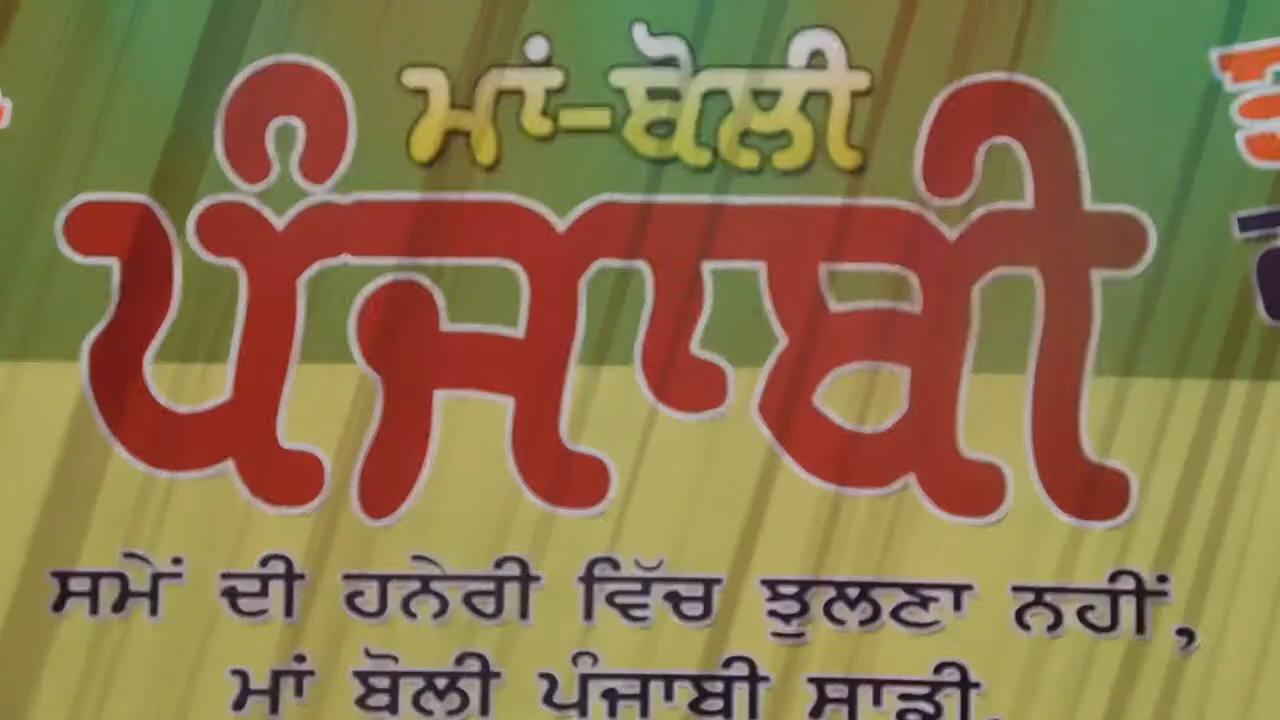 ਮਾਂ-ਬੋਲੀ
ਪੰਜਾਬੀ
ਸਮੇਂ ਦੀ ਹਨੇਰੀ ਵਿੱਚ ਝੁਲਣਾ ਨਹੀਂ,
ਮਾਂ ਬੋਲੀ ਪੰਜਾਬੀ ਸਾਡੀ,